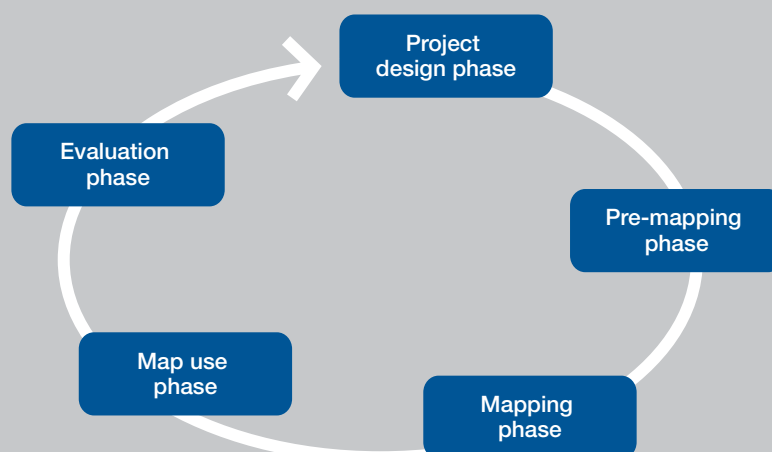 Project
design phase
Pre-mapping
phase
Mapping
phase
Map use
phase
Evaluation
phase